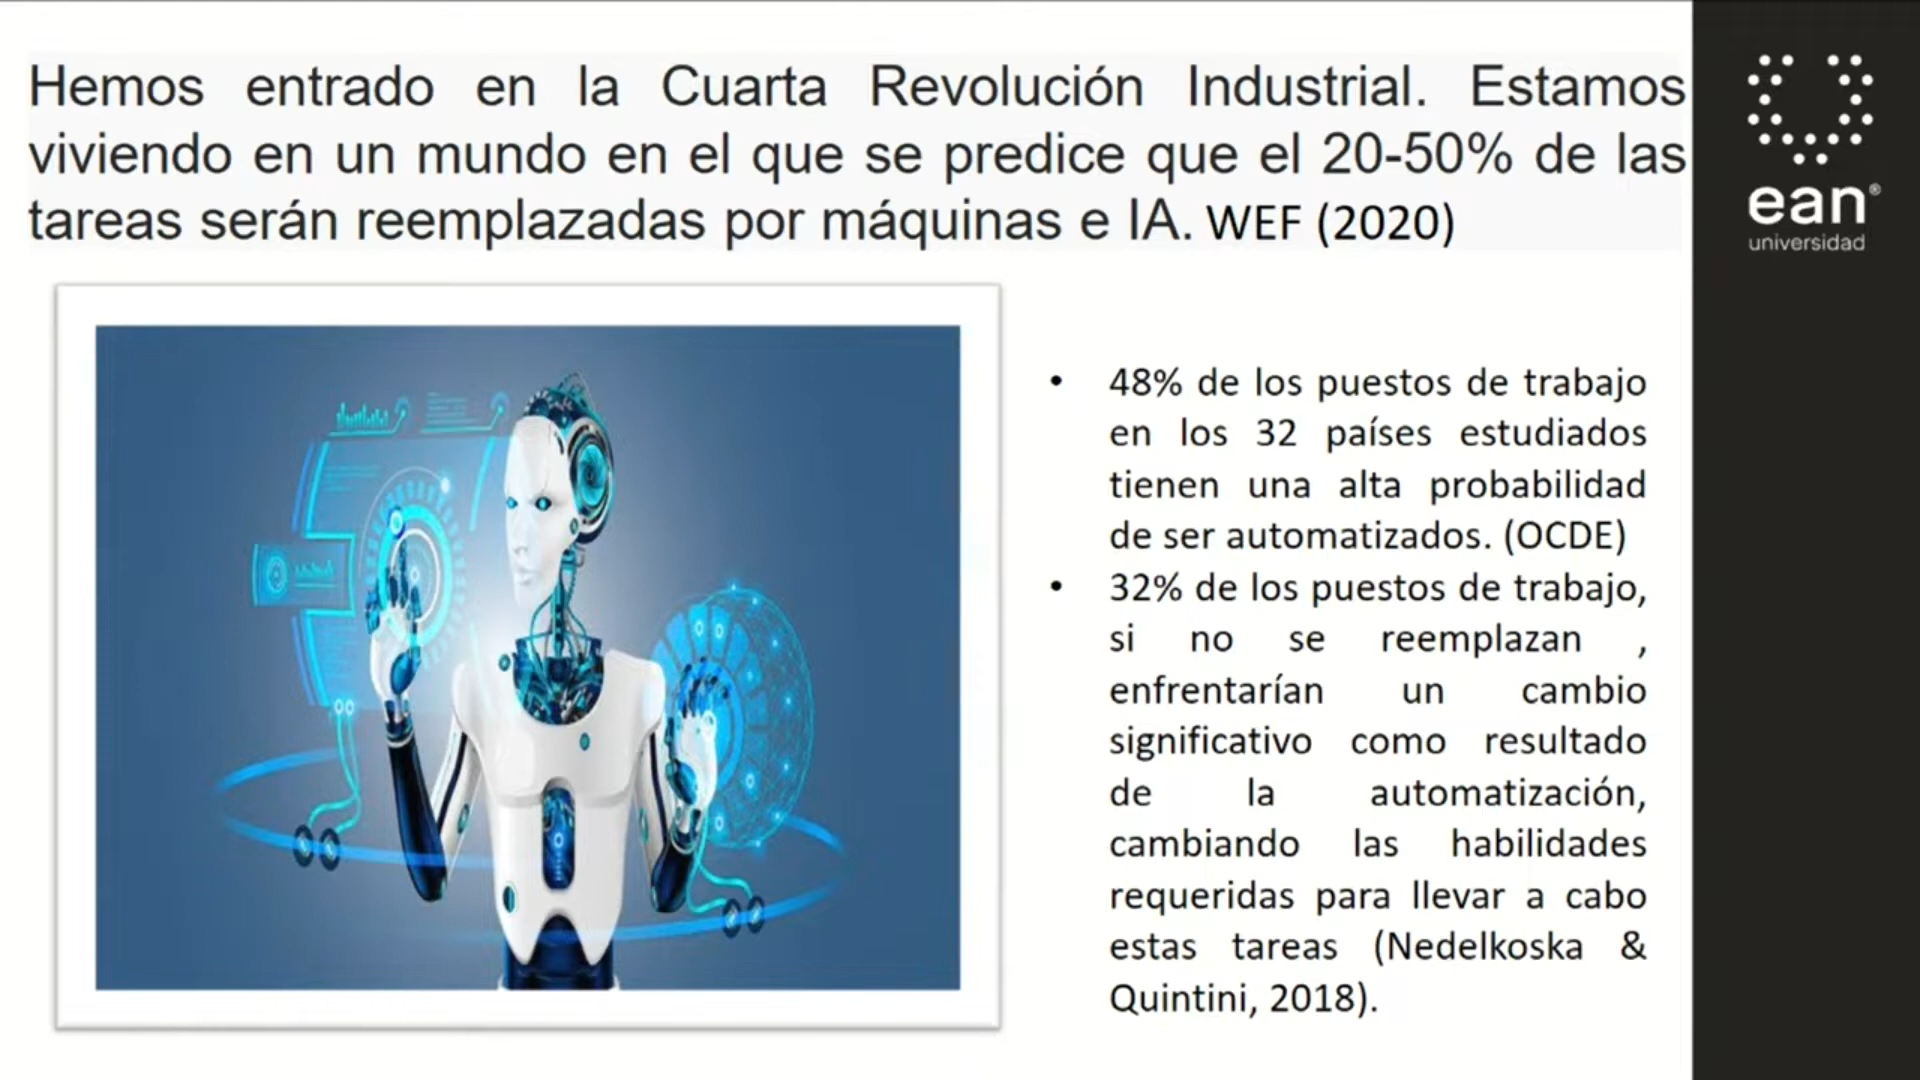 Hemos entrado en la Cuarta Revolución Industrial. Estamos
viviendo en un mundo en el que se predice que el 20-50% de las
tareas serán reemplazadas por máquinas e IA. WEF (2020)
• 48% de los puestos de trabajo
en los 32 países estudiados
tienen una alta probabilidad
de ser automatizados. (OCDE)
• 32% de los puestos de trabajo,
si no se reemplazan ,
enfrentarían un cambio
significativo como resultado
de la automatización,
cambiando las habilidades
requeridas para llevar a cabo
estas tareas (Nedelkoska &
Quintini, 2018).
ean®
universidad